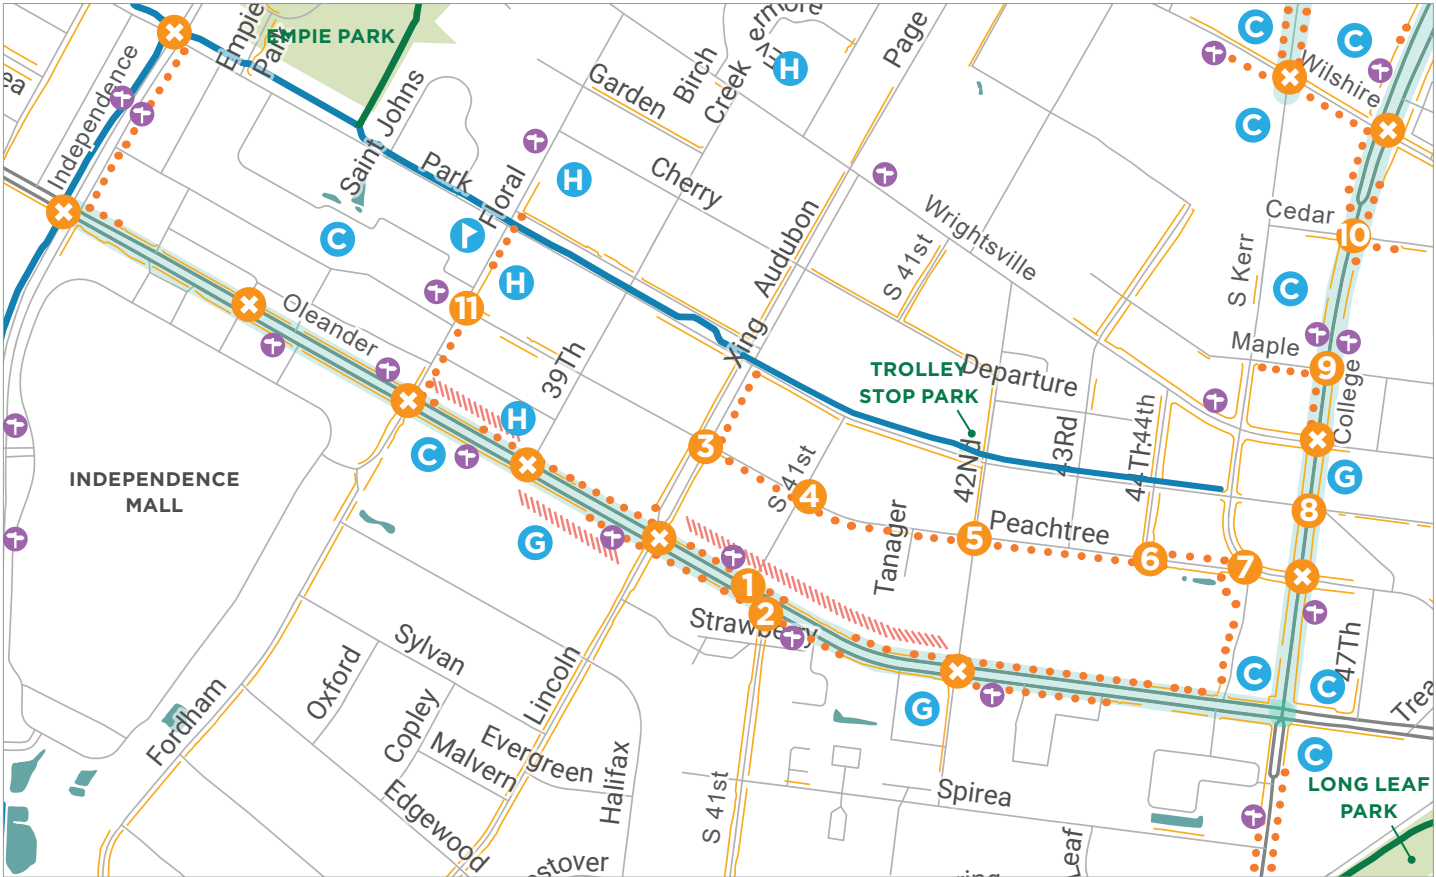 EMPIE PARK
Empie
Park
Independence
Saint Johns
Park
Floral
Garden
Birch
Creek
Page
Cherry
Wrightsville
Audubon
S 41st
Wilshire
Cedar
10
S Kerr
Maple
9
College
Oleander
11
39Th
Xing
TROLLEY
STOP PARK
Departure
44th
44Th
43Rd
42Nd
INDEPENDENCE
MALL
H
H
H
H
C
C
C
C
C
C
C
C
C
G
G
G
3
S 41st
4
5
Peachtree
6
7
8
Tanager
1
2
Strawberry
47Th
Sylvan
Oxford
Copley
Lincoln
Fordham
Evergreen
Malvern
Edgewood
Halifax
S 41st
Spirea
Leaf
LONG LEAF
PARK